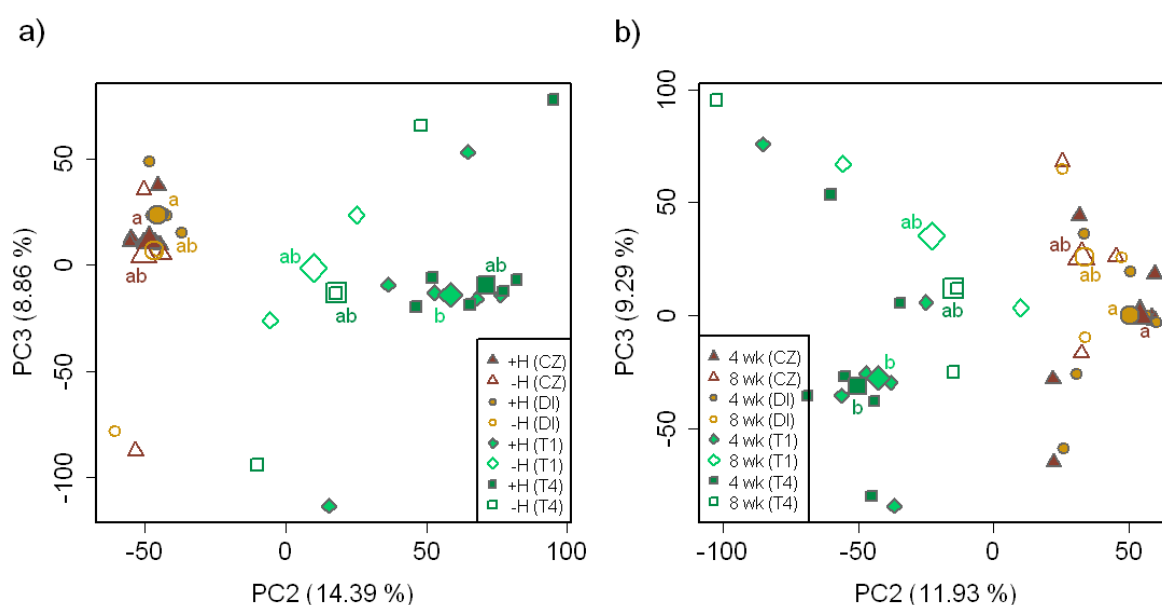 a)
b)
PC3 (8.86 %)
50
0
-50
-100
a
a
ab
ab
ab
ab
b
ab
+H (CZ)
-H (CZ)
+H (DI)
-H (DI)
+H (T1)
-H (T1)
+H (T4)
-H (T4)
-50
0
50
100
PC2 (14.39 %)
PC3 (9.29 %)
100
50
0
-50
ab
ab
ab
ab
a
a
b
b
4 wk (CZ)
8 wk (CZ)
4 wk (DI)
8 wk (DI)
4 wk (T1)
8 wk (T1)
4 wk (T4)
8 wk (T4)
-100
-50
0
50
PC2 (11.93 %)